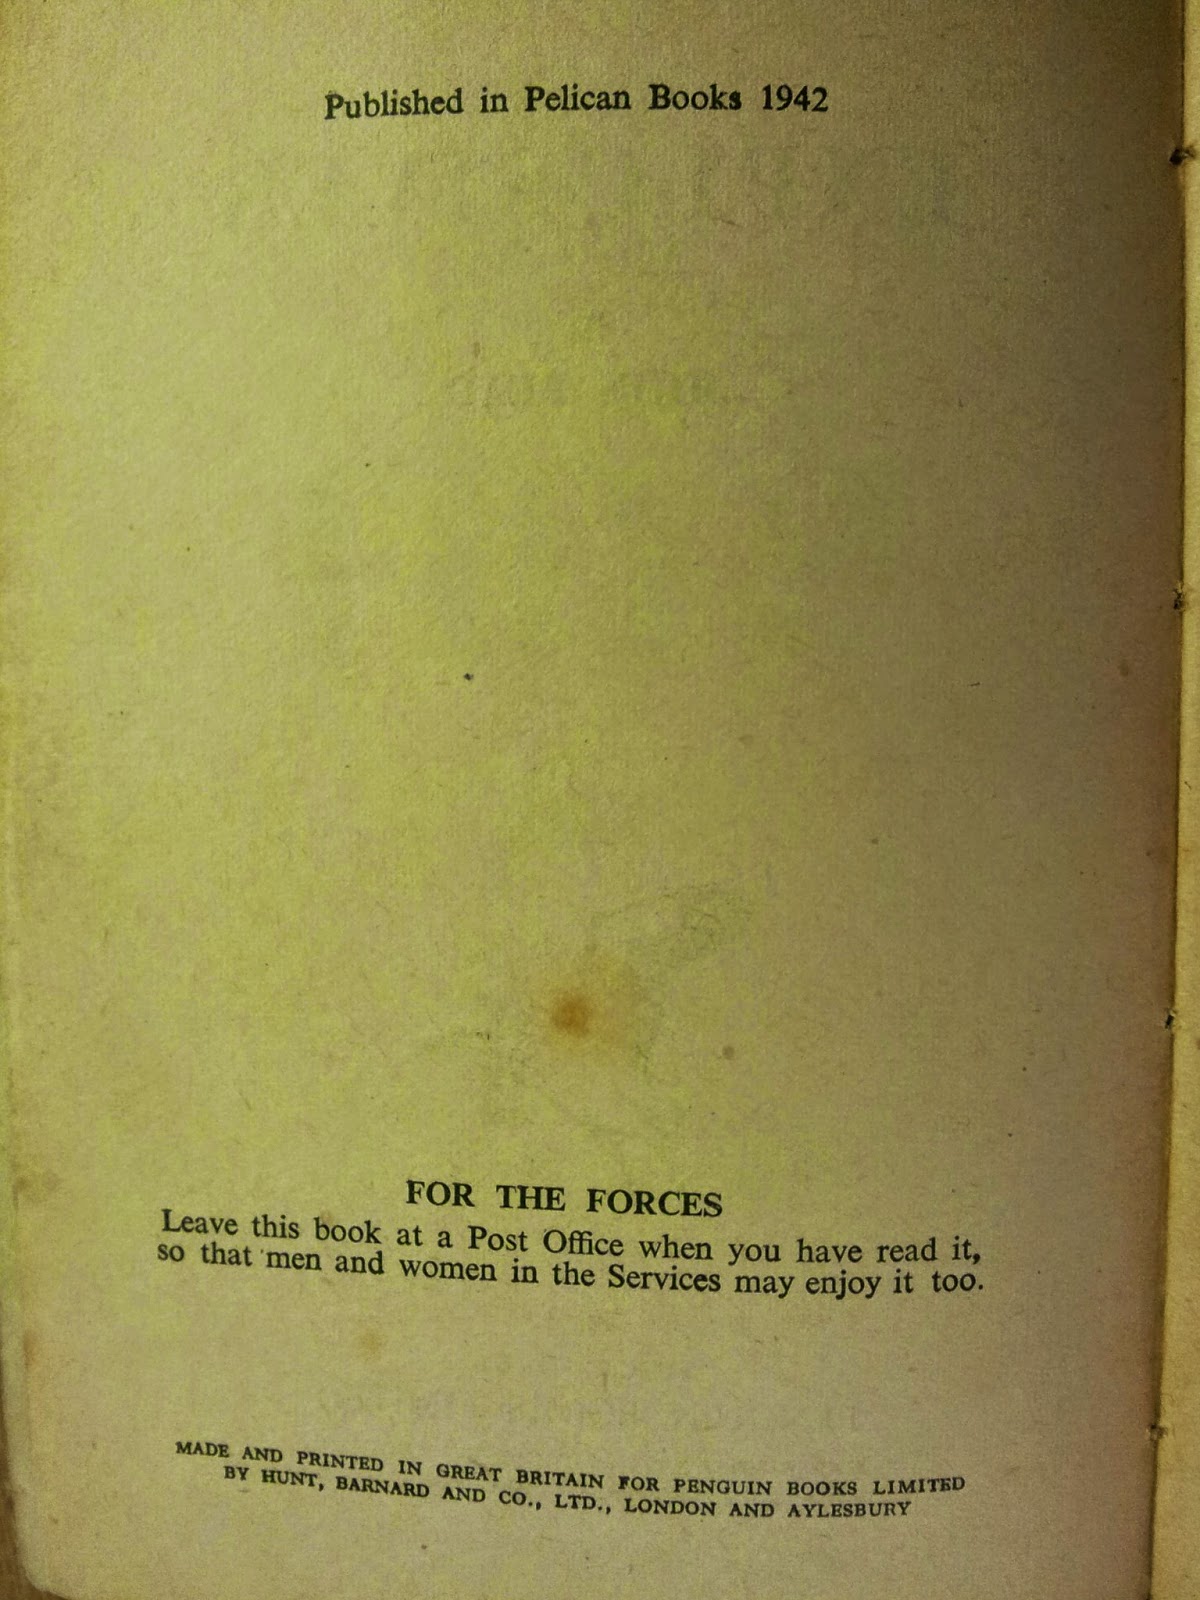 Published in Pelican Books 1942
FOR THE FORCES
Leave this book at a Post Office when you have read it,
so that men and women in the Services may enjoy it too.
MADE AND PRINTED IN GREAT BRITAIN FOR PENGUIN BOOKS LIMITED
BY HUNT, BARNARD AND CO., LTD., LONDON AND AYLESBURY